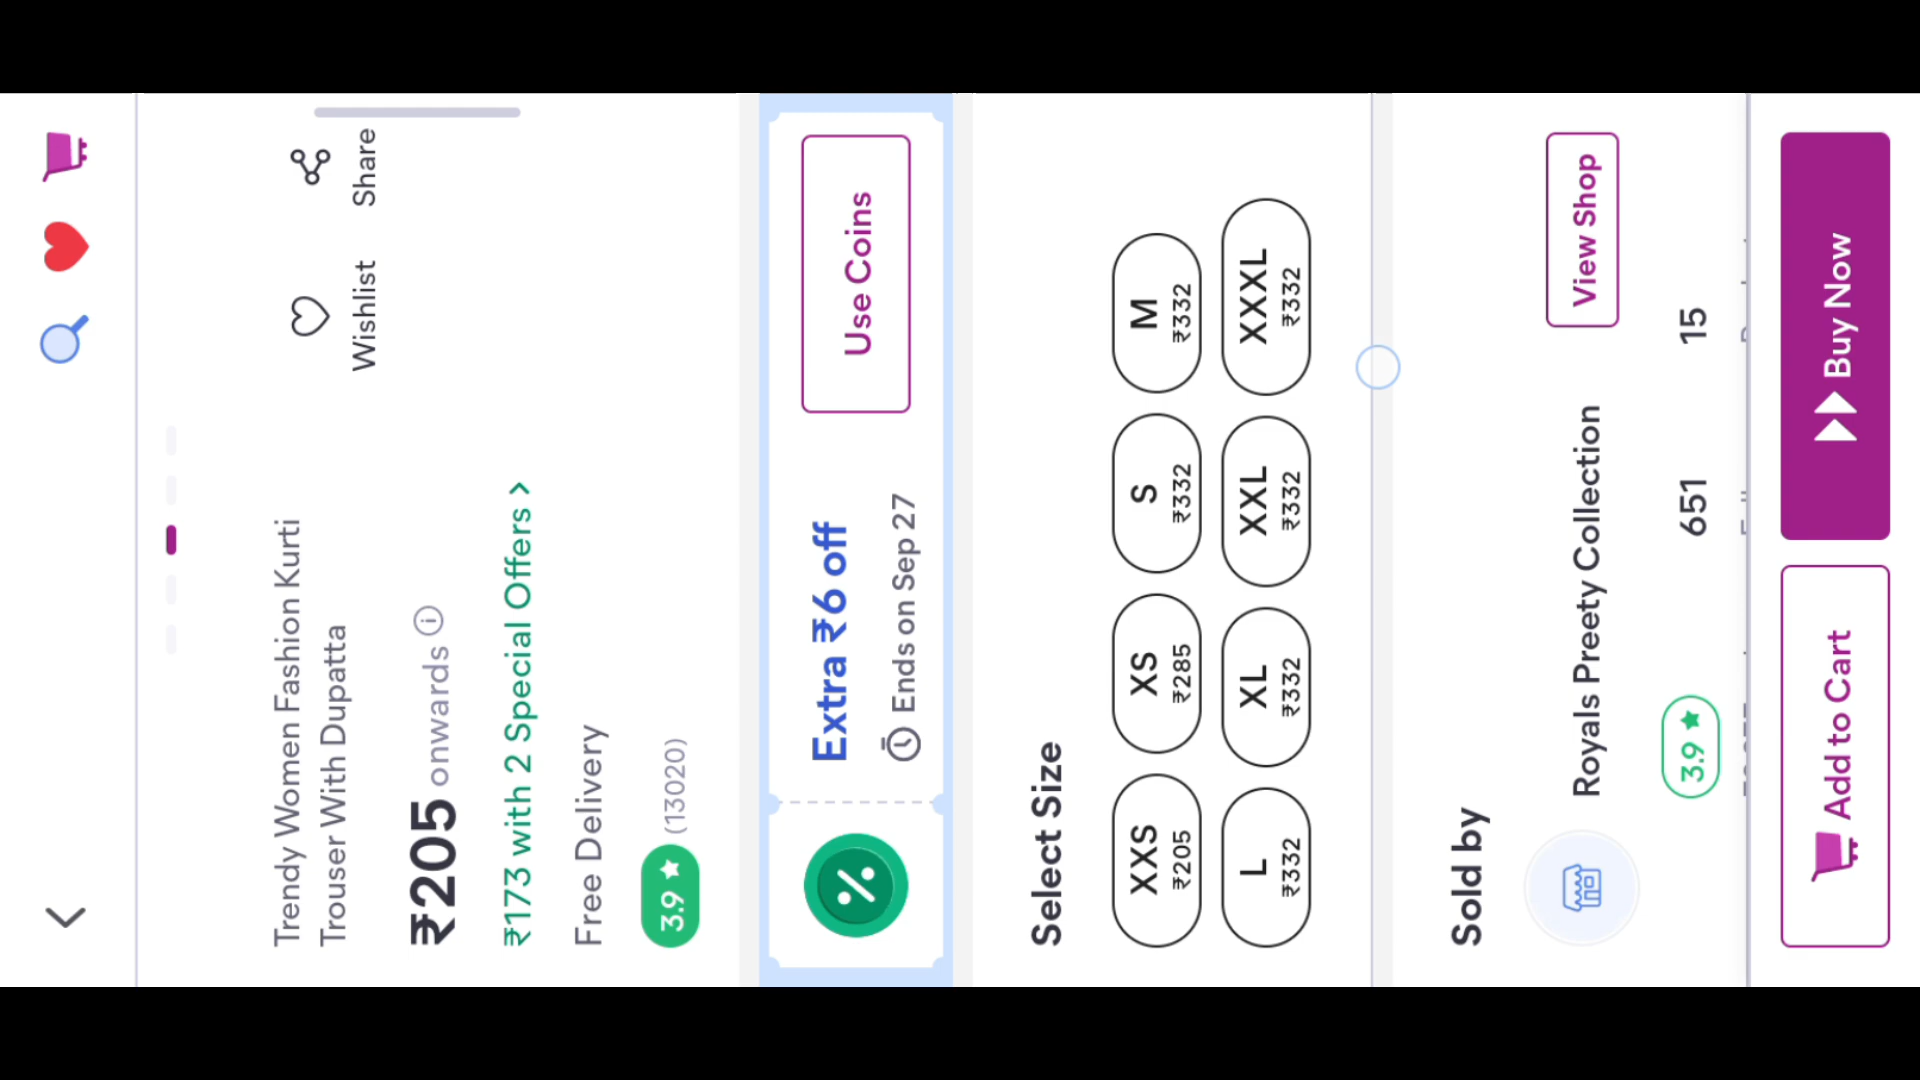 Wishlist
Share
Trendy Women Fashion Kurti
Trouser With Dupatta
₹205 onwards
₹173 with 2 Special Offers >
Free Delivery
3.9 ★ (13020)
Extra ₹6 off
Ends on Sep 27
Use Coins
Select Size
XXS
₹205
XS
₹285
S
₹332
M
₹332
L
₹332
XL
₹332
XXL
₹332
XXXL
₹332
Sold by
Royals Preety Collection
View Shop
3.9 ★
651
15
Add to Cart
Buy Now